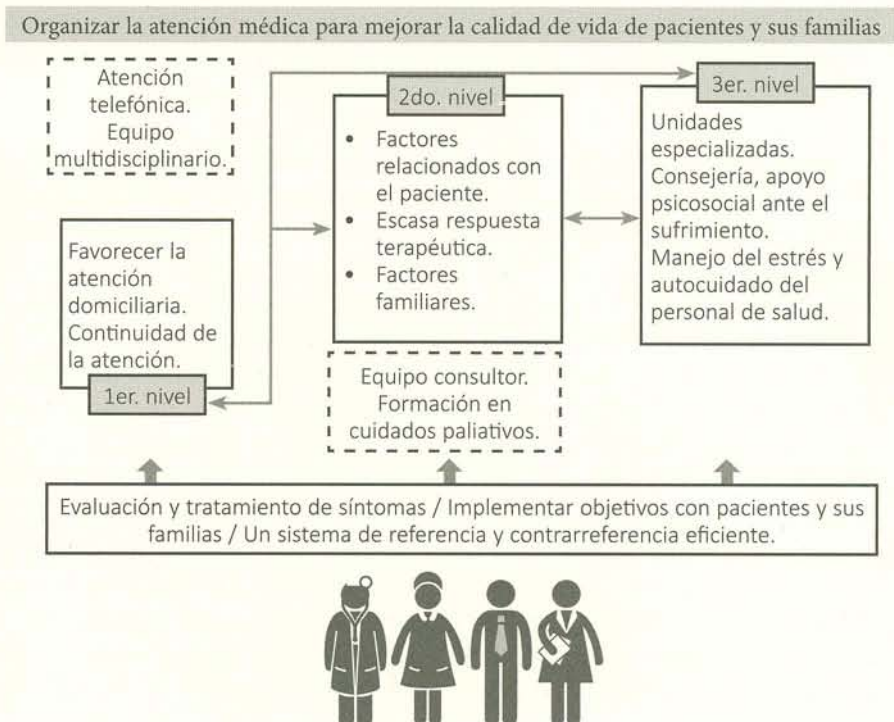 Organizar la atención médica para mejorar la calidad de vida de pacientes y sus familias
Atención
telefónica.
Equipo
multidisciplinario.
Favorecer la
atención
domiciliaria.
Continuidad de
la atención.
1er. nivel
2do. nivel
• Factores
relacionados con
el paciente.
• Escasa respuesta
terapéutica.
• Factores
familiares.
Equipo consultor.
Formación en
cuidados paliativos.
3er. nivel
Unidades
especializadas.
Consejería, apoyo
psicosocial ante el
sufrimiento.
Manejo del estrés y
autocuidado del
personal de salud.
Evaluación y tratamiento de síntomas / Implementar objetivos con pacientes y sus
familias / Un sistema de referencia y contrarreferencia eficiente.